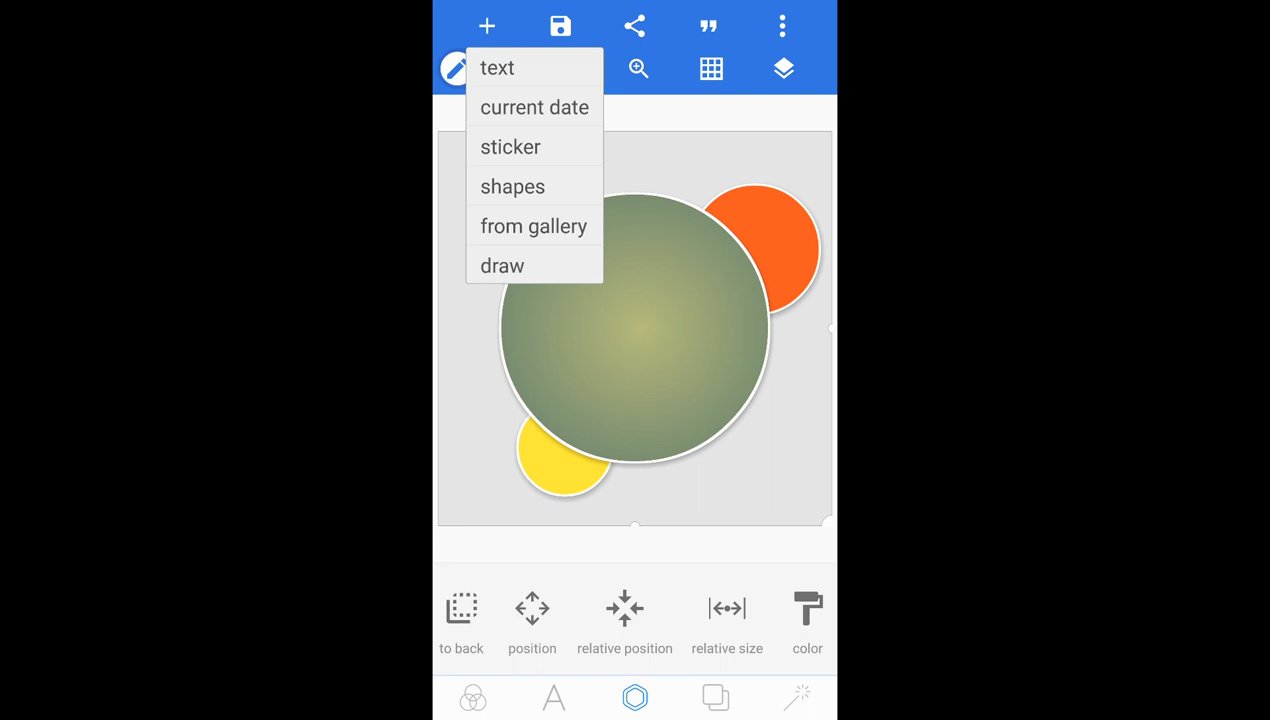 text
current date
sticker
shapes
from gallery
draw
to back
position
relative position
relative size
color